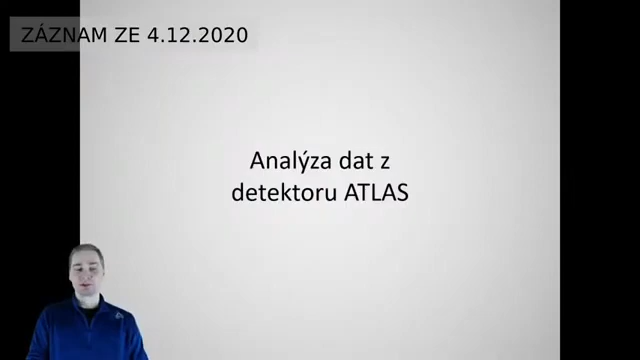 ZÁZNAM ZE 4.12.2020
Analýza dat z
detektoru ATLAS